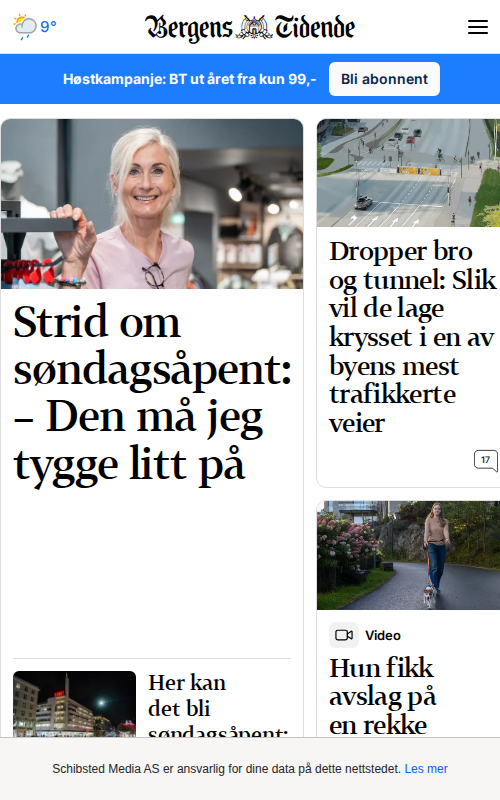 9°
Bergens Tidende
Høstkampanje: BT ut året fra kun 99,-
Bli abonnent
Strid om
søndagsåpent:
– Den må jeg
tygge litt på
Her kan
det bli
søndagsåpent:
Dropper bro
og tunnel: Slik
vil de lage
krysset i en av
byens mest
trafikkerte
veier
17
Video
Hun fikk
avslag på
en rekke
Schibsted Media AS er ansvarlig for dine data på dette nettstedet. Les mer